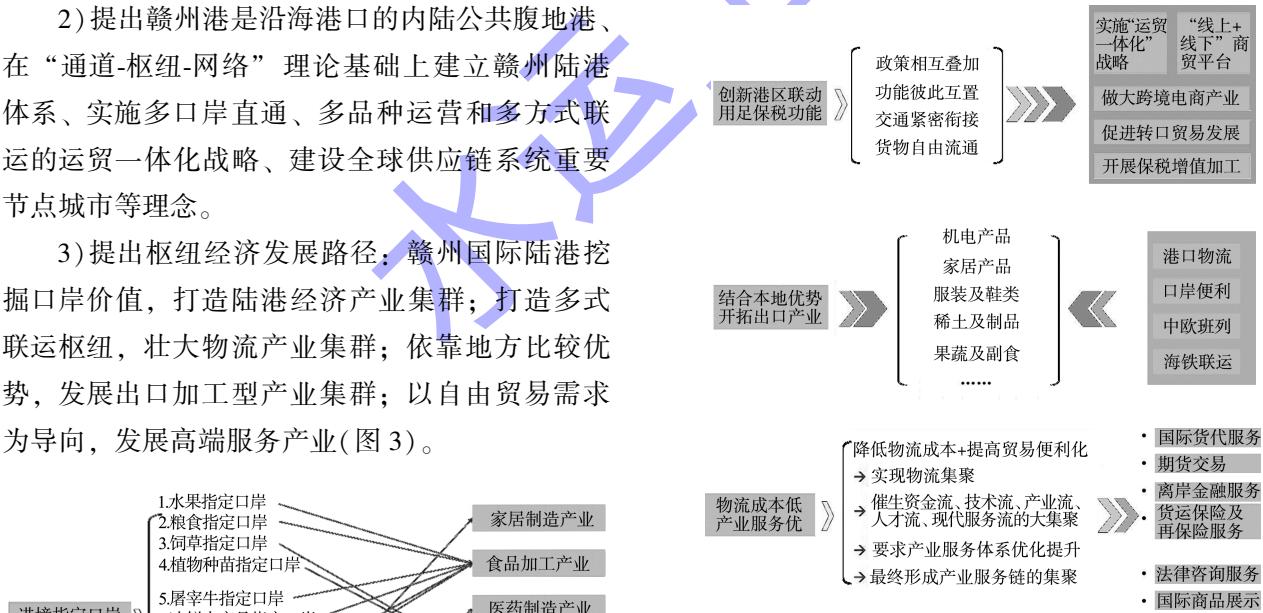 2)提出赣州港是沿海港口的内陆公共腹地港、
在“通道-枢纽-网络”理论基础上建立赣州陆港
体系、实施多口岸直通、多品种运营和多方式联
运的运贸一体化战略、建设全球供应链系统重要
节点城市等理念。
3)提出枢纽经济发展路径：赣州国际陆港挖
掘口岸价值，打造陆港经济产业集群；打造多式
联运枢纽，壮大物流产业集群；依靠地方比较优
势，发展出口加工型产业集群；以自由贸易需求
为导向，发展高端服务产业(图3)。
1.水果指定口岸
2.粮食指定口岸
3.饲草指定口岸
4.植物种苗指定口岸
5.屠宰牛指定口岸
家居制造产业
食品加工产业
医药制造产业
创新港区联动
用足保税功能
政策相互叠加
功能彼此互置
交通紧密衔接
货物自由流通
实施“运贸
一体化”
战略
“线上+
线下”商
贸平台
做大跨境电商产业
促进转口贸易发展
开展保税增值加工
结合本地优势
开拓出口产业
机电产品
家居产品
服装及鞋类
稀土及制品
果蔬及副食
……
港口物流
口岸便利
中欧班列
海铁联运
物流成本低
产业服务优
降低物流成本+提高贸易便利化
→实现物流集聚
→催生资金流、技术流、产业流、
人才流、现代服务流的大集聚
→要求产业服务体系优化提升
→最终形成产业服务链的集聚
·国际货代服务
·期货交易
·离岸金融服务
·货运保险及
再保险服务
·法律咨询服务
·国际商品展示
水运